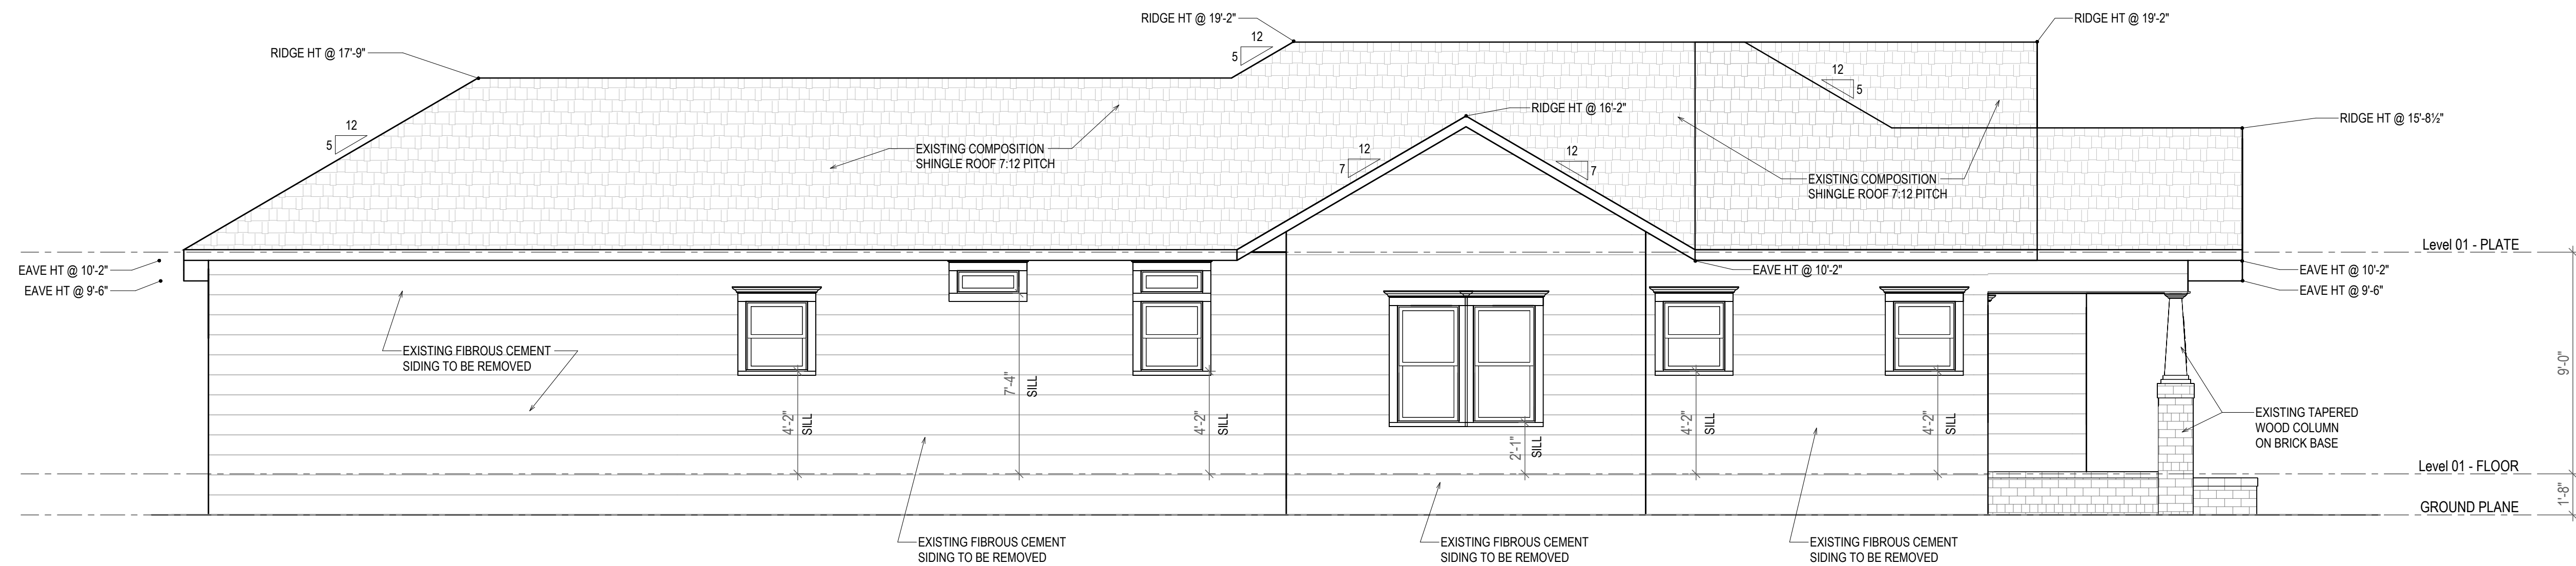 RIDGE HT @ 19'-2"
RIDGE HT @ 19'-2"
RIDGE HT @ 17'-9"
12
5
12
5
RIDGE HT @ 16'-2"
RIDGE HT @ 15'-8½"
12
5
EXISTING COMPOSITION
SHINGLE ROOF 7:12 PITCH
12
7
12
7
EXISTING COMPOSITION
SHINGLE ROOF 7:12 PITCH
Level 01 - PLATE
EAVE HT @ 10'-2"
EAVE HT @ 9'-6"
EAVE HT @ 10'-2"
EAVE HT @ 10'-2"
EAVE HT @ 9'-6"
EXISTING FIBROUS CEMENT
SIDING TO BE REMOVED
4'-2"
SILL
7'-4"
SILL
4'-2"
SILL
2'-1"
SILL
4'-2"
SILL
4'-2"
SILL
9'-0"
EXISTING TAPERED
WOOD COLUMN
ON BRICK BASE
Level 01 - FLOOR
1'-8"
GROUND PLANE
EXISTING FIBROUS CEMENT
SIDING TO BE REMOVED
EXISTING FIBROUS CEMENT
SIDING TO BE REMOVED
EXISTING FIBROUS CEMENT
SIDING TO BE REMOVED